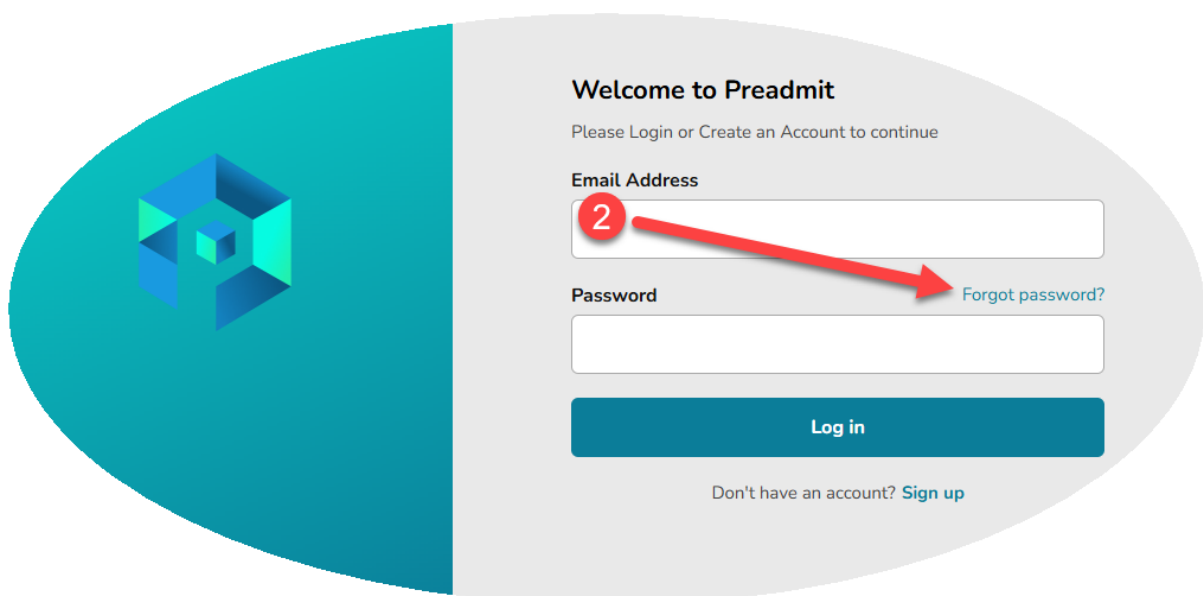 Welcome to Preadmit
Please Login or Create an Account to continue
Email Address
2
Password
Forgot password?
Log in
Don't have an account? Sign up